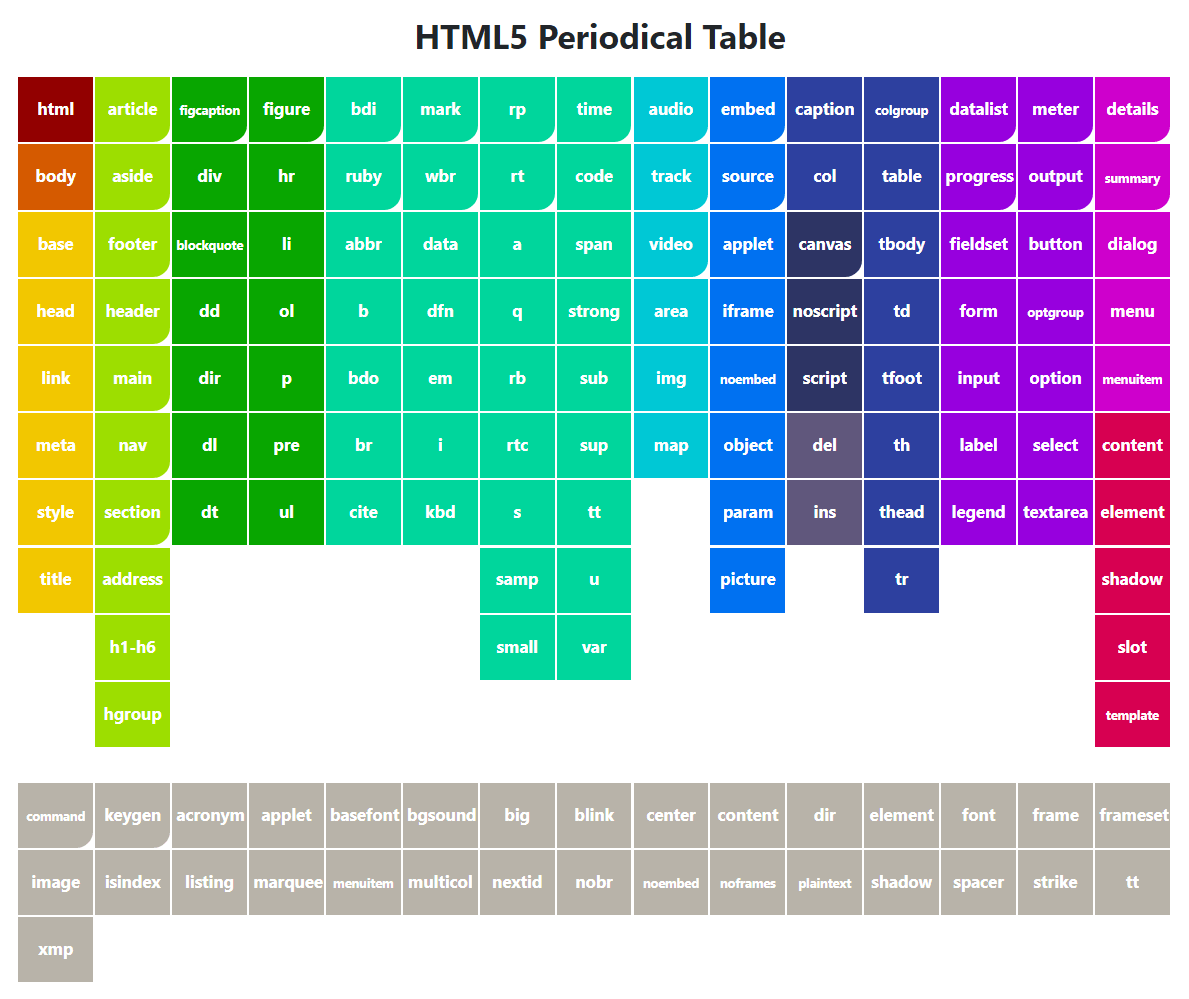 HTML5 Periodical Table
html article figcaption figure bdi mark rp time audio embed caption colgroup datalist meter details
body aside div hr ruby wbr rt code track source col table progress output summary
base footer blockquote li abbr data a span video applet canvas tbody fieldset button dialog
head header dd ol b dfn q strong area iframe noscript td form optgroup menu
link main dir p bdo em rb sub img noembed script tfoot input option menuitem
meta nav dl pre br i rtc sup map object del th label select content
style section dt ul cite kbd s tt param ins thead legend textarea element
title address samp u picture tr shadow
h1-h6 small var slot
hgroup template
command keygen acronym applet basefont bgsound big blink center content dir element font frame frameset
image isindex listing marquee menuitem multicol nextid nobr noembed noframes plaintext shadow spacer strike tt
xmp